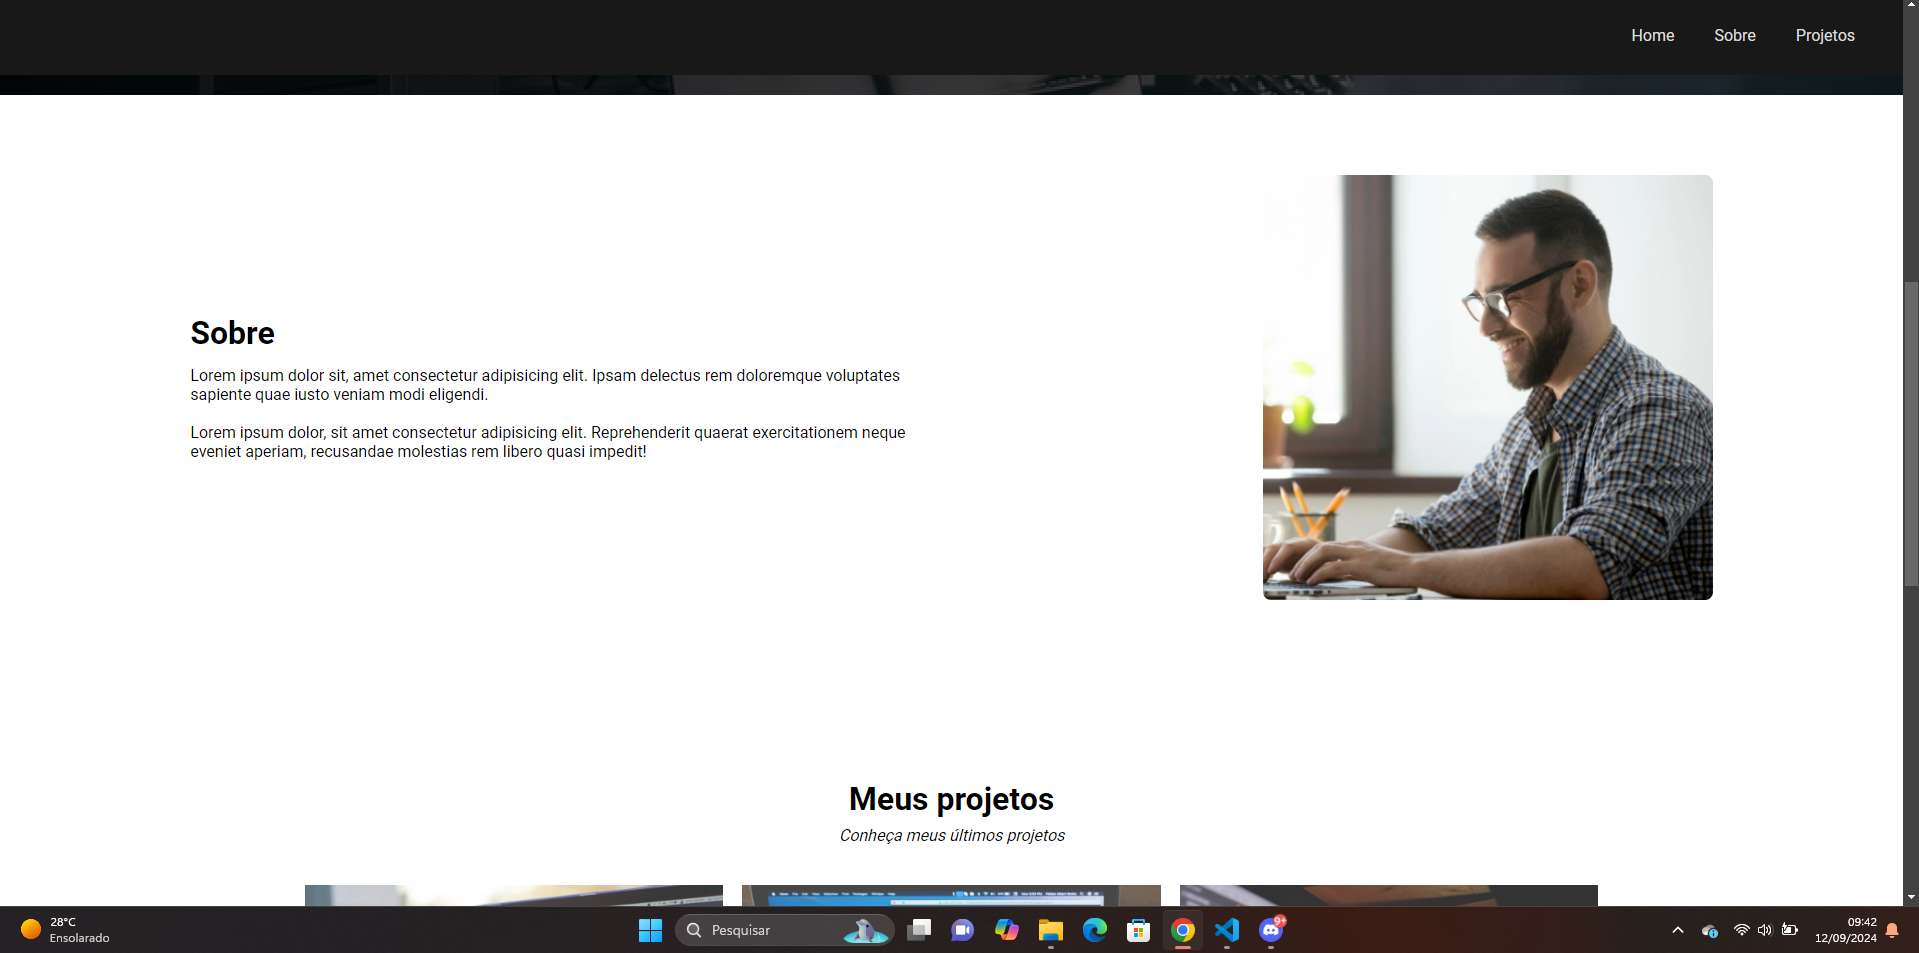 Home Sobre Projetos
Sobre
Lorem ipsum dolor sit, amet consectetur adipisicing elit. Ipsam delectus rem doloremque voluptates
sapiente quae iusto veniam modi eligendi.
Lorem ipsum dolor, sit amet consectetur adipisicing elit. Reprehenderit quaerat exercitationem neque
eveniet aperiam, recusandae molestias rem libero quasi impedit!
Meus projetos
Conheça meus últimos projetos
28°C
Ensolarado
Pesquisar
9+
09:42
12/09/2024